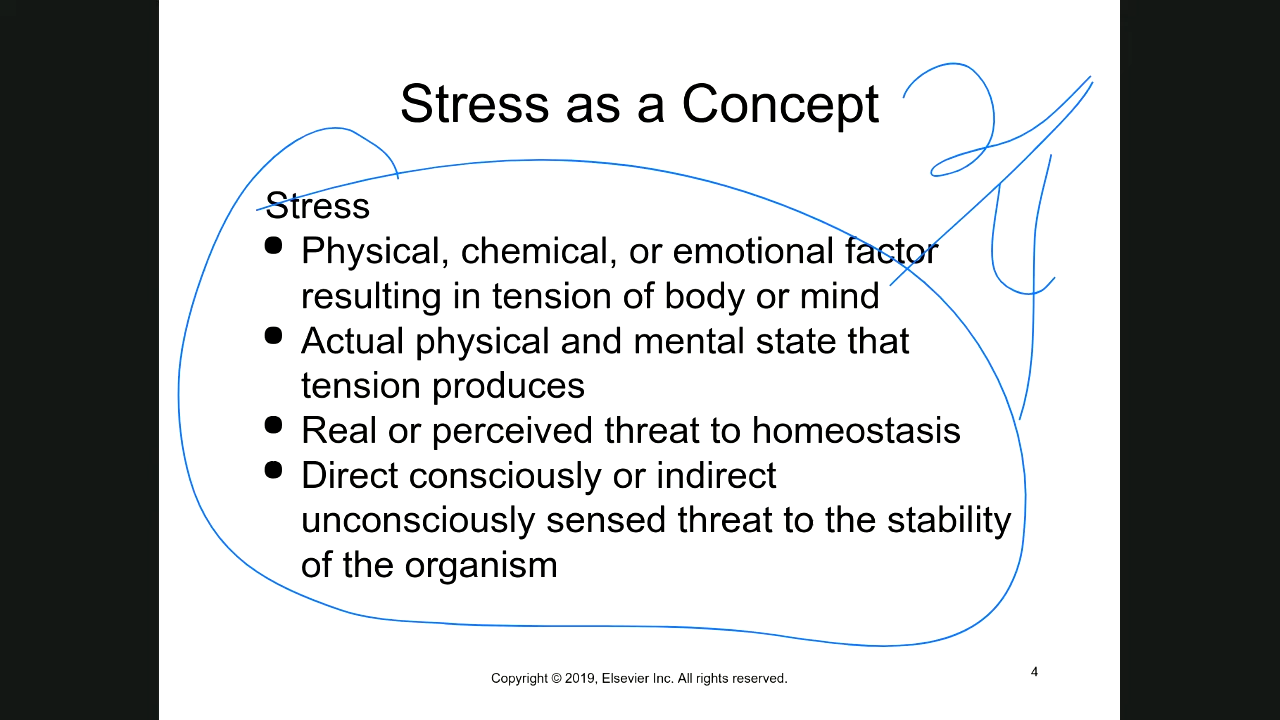 Stress as a Concept
Stress
• Physical, chemical, or emotional factor
resulting in tension of body or mind
• Actual physical and mental state that
tension produces
• Real or perceived threat to homeostasis
• Direct consciously or indirect
unconsciously sensed threat to the stability
of the organism
Copyright © 2019, Elsevier Inc. All rights reserved.
4